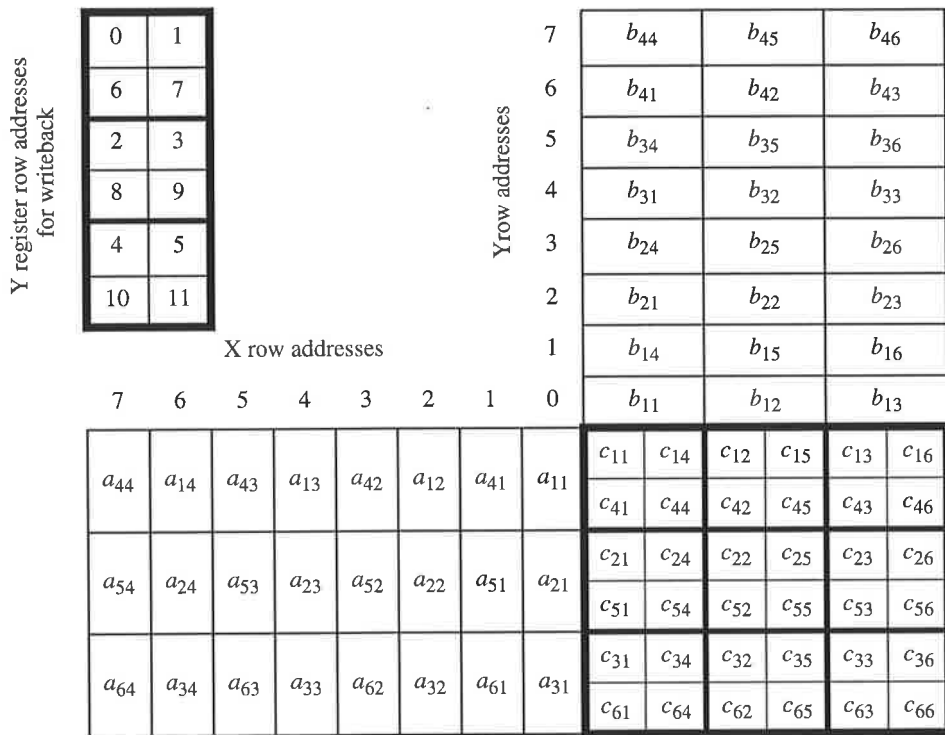 Y register row addresses
for writeback
0 1
6 7
2 3
8 9
4 5
10 11
Yrow addresses
7 b44 b45 b46
6 b41 b42 b43
5 b34 b35 b36
4 b31 b32 b33
3 b24 b25 b26
2 b21 b22 b23
1 b14 b15 b16
0 b11 b12 b13
X row addresses
7 6 5 4 3 2 1 0
a44 a14 a43 a13 a42 a12 a41 a11
c11 c14 c12 c15 c13 c16
c41 c44 c42 c45 c43 c46
a54 a24 a53 a23 a52 a22 a51 a21
c21 c24 c22 c25 c23 c26
c51 c54 c52 c55 c53 c56
a64 a34 a63 a33 a62 a32 a61 a31
c31 c34 c32 c35 c33 c36
c61 c64 c62 c65 c63 c66